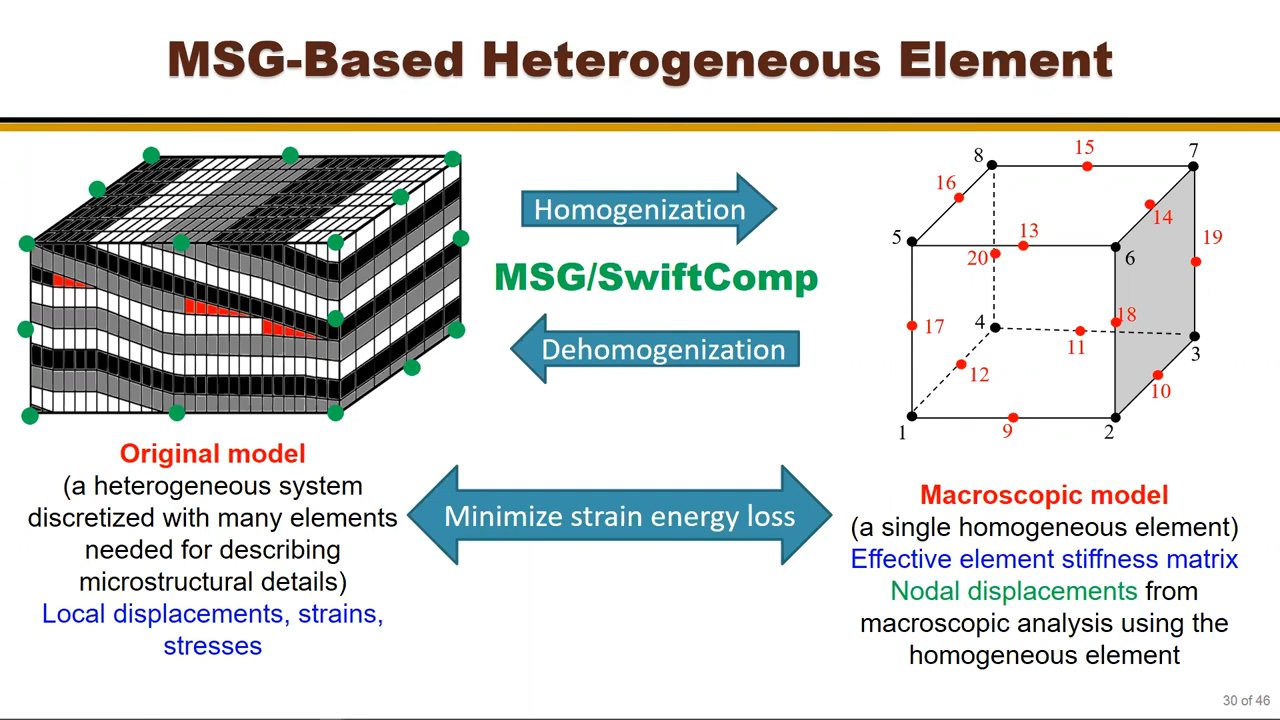 MSG-Based Heterogeneous Element
Homogenization
MSG/SwiftComp
Dehomogenization
Original model
(a heterogeneous system
discretized with many elements
needed for describing
microstructural details)
Local displacements, strains,
stresses
Minimize strain energy loss
8
15
7
16
14
5
13
6
19
20
17
4
18
11
3
12
10
1
9
2
Macroscopic model
(a single homogeneous element)
Effective element stiffness matrix
Nodal displacements from
macroscopic analysis using the
homogeneous element
30 of 46